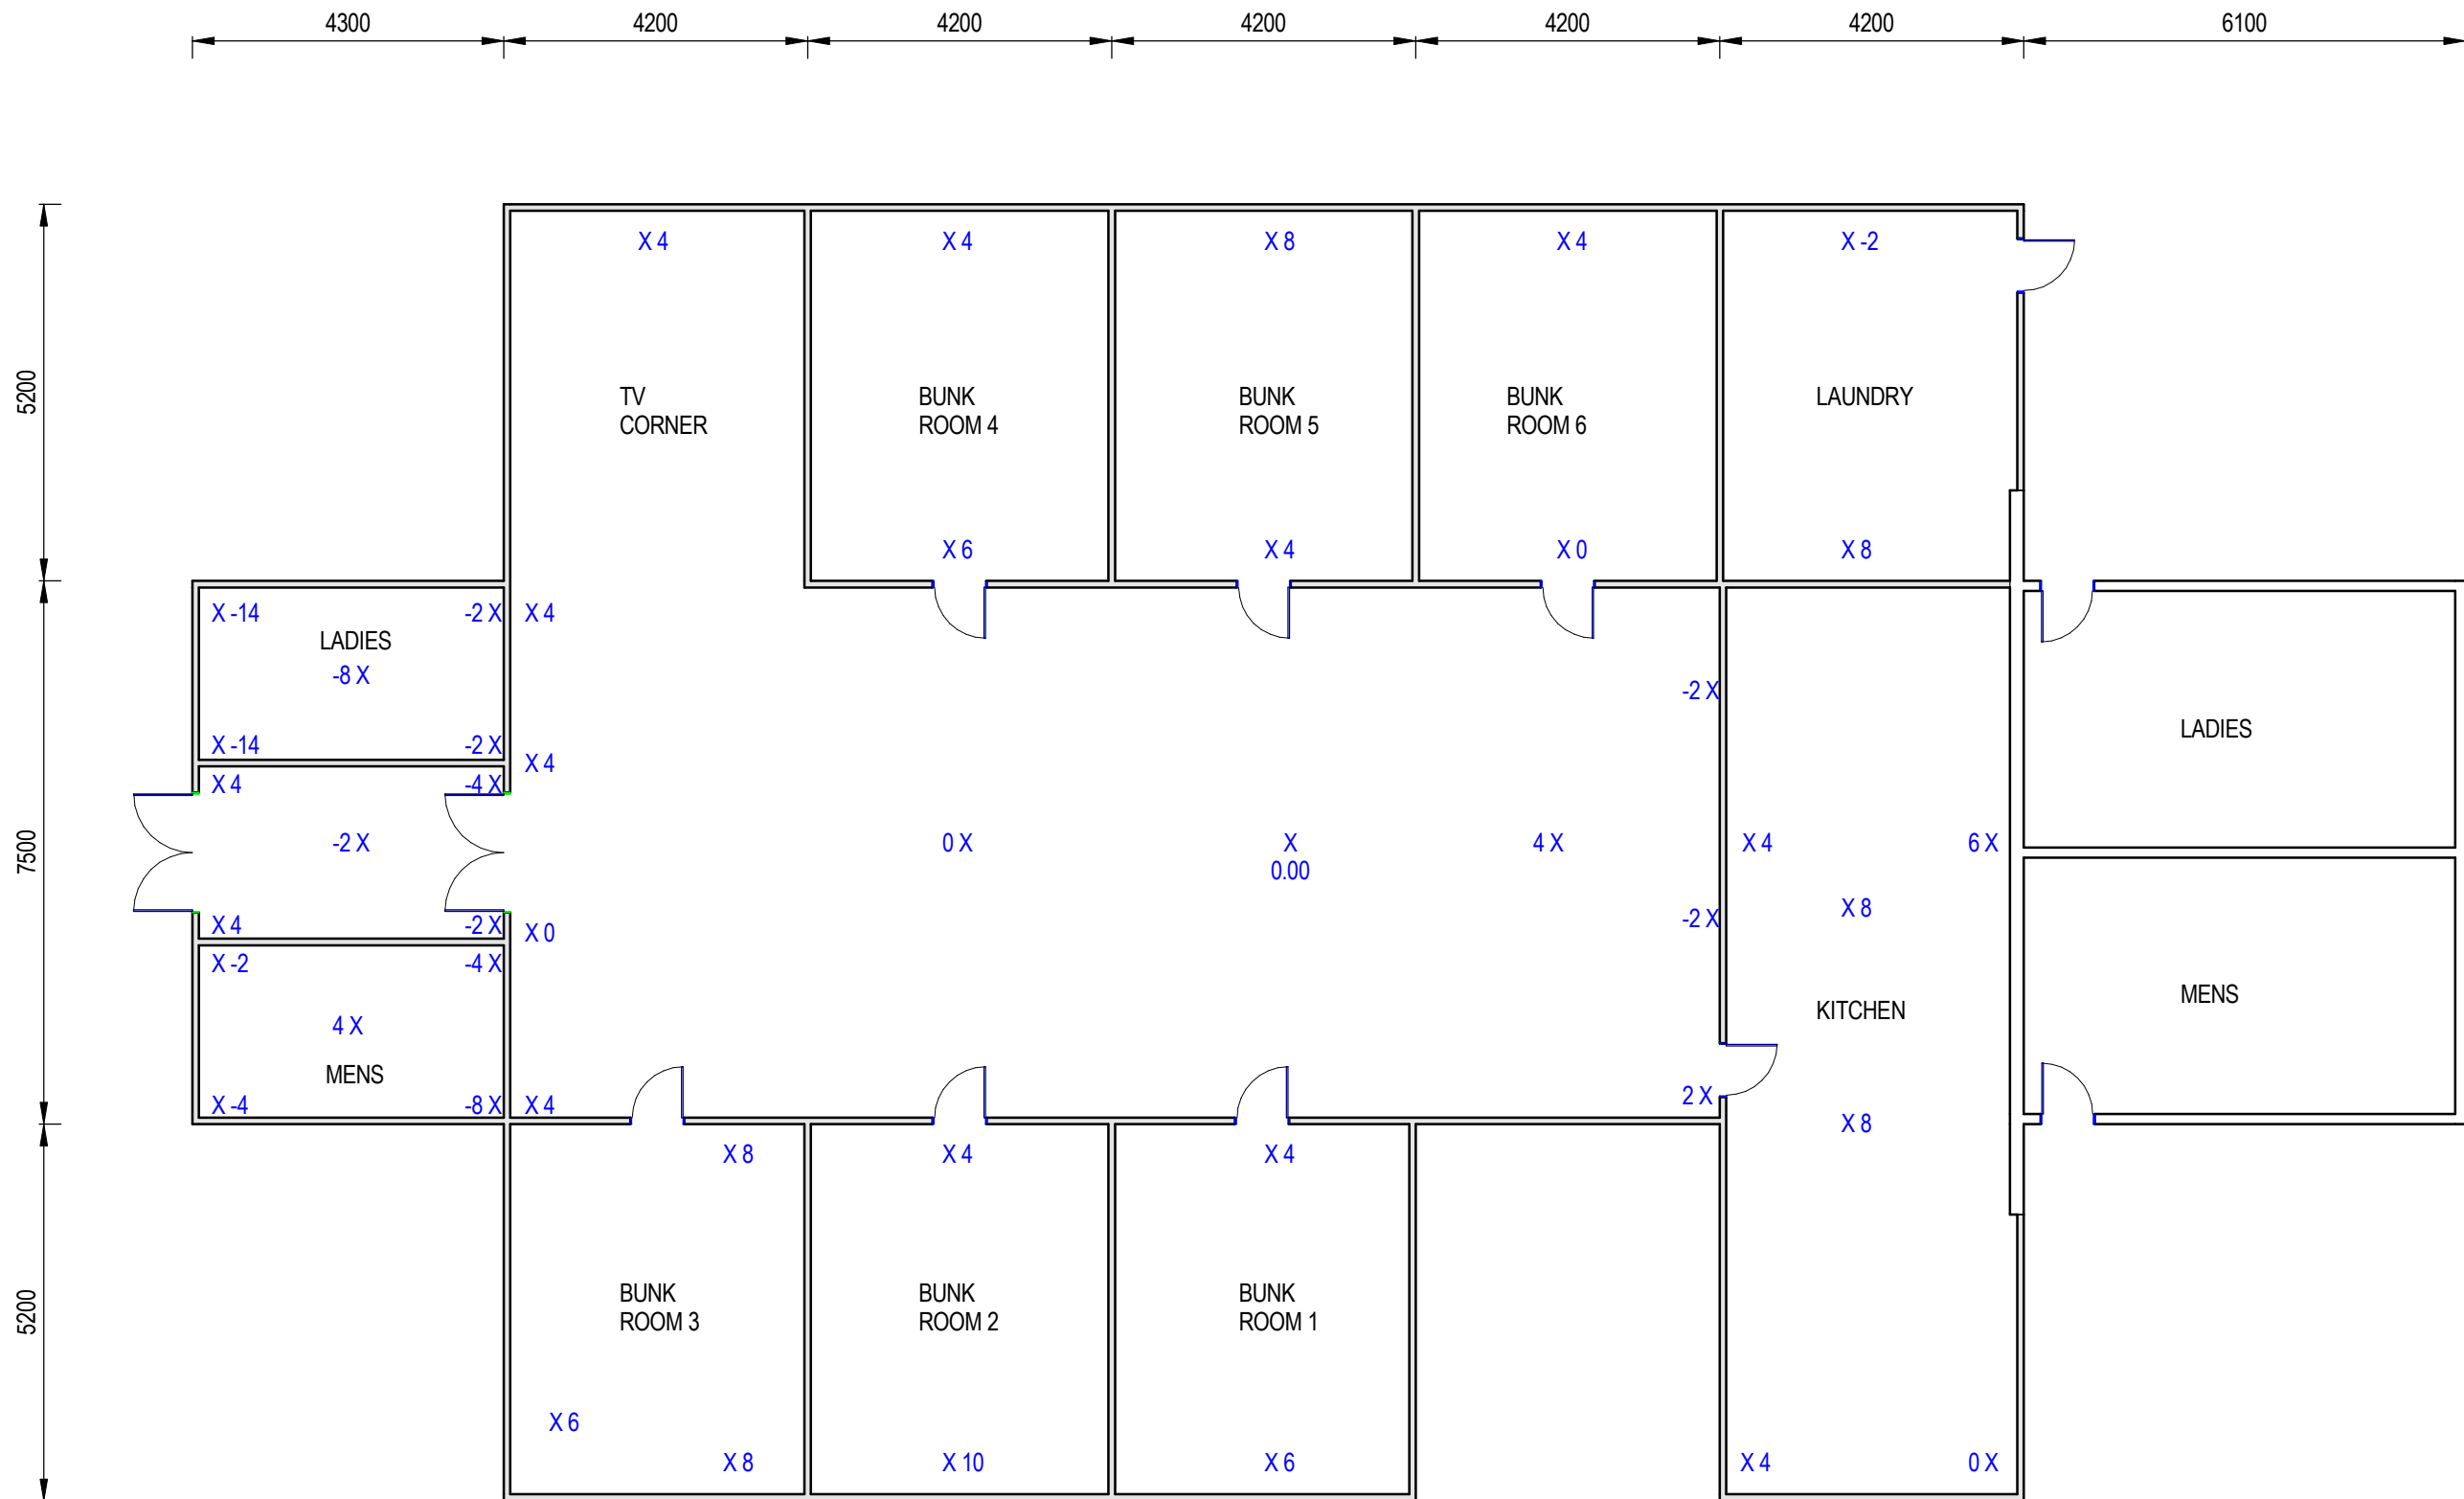 4300 4200 4200 4200 4200 4200 6100
5200
X 4 X 4 X 8 X 4 X -2
TV
CORNER
BUNK
ROOM 4
BUNK
ROOM 5
BUNK
ROOM 6
LAUNDRY
X 6 X 4 X 0 X 8
X -14 -2 X X 4
LADIES
-8 X
-2 X
LADIES
X -14 -2 X X 4
X 4 -4 X
7500
-2 X 0 X X 4 X X 4 6 X
0.00
X 8
X 4 -2 X X 0 -2 X
X -2 -4 X
MENS
KITCHEN
4 X
MENS
X -4 -8 X X 4 2 X
X 8
X 8 X 4 X 4
5200
BUNK
ROOM 3
BUNK
ROOM 2
BUNK
ROOM 1
X 6
X 8 X 10 X 6 X 4 0 X